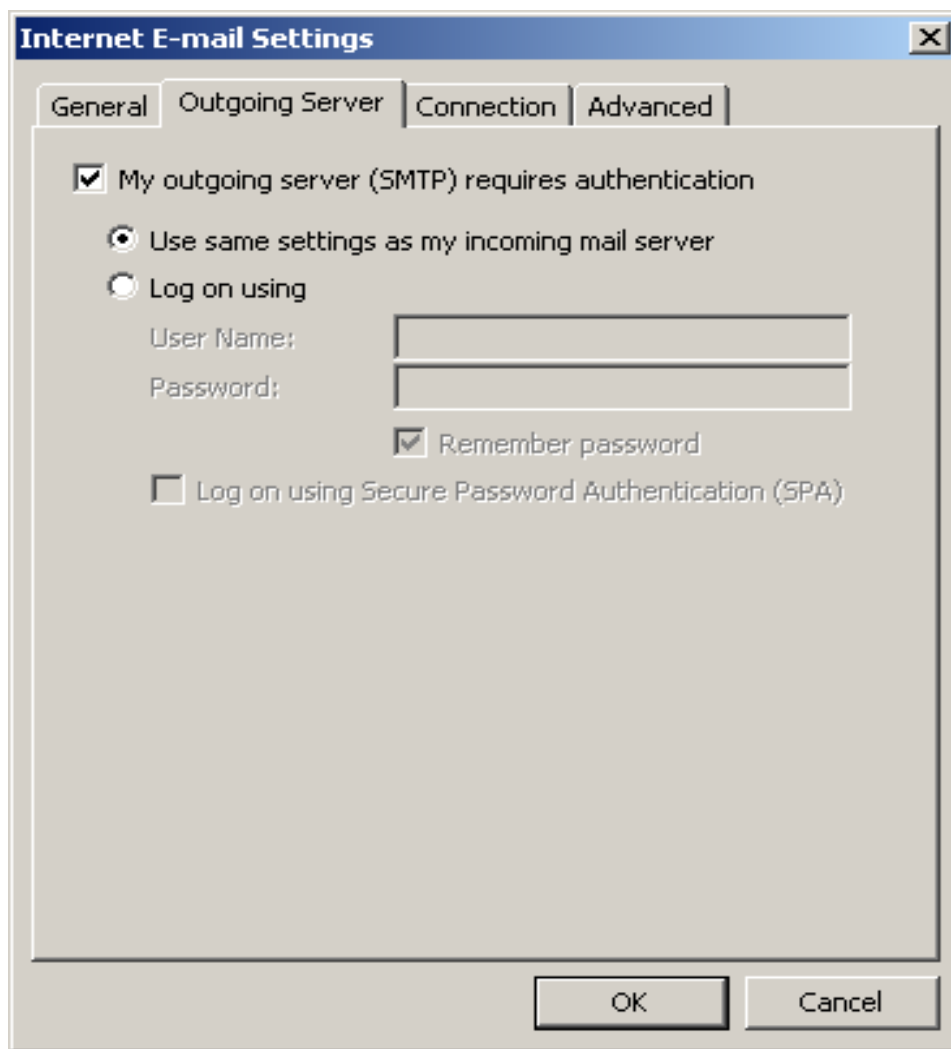 Internet E-mail Settings
General Outgoing Server Connection Advanced
My outgoing server (SMTP) requires authentication
Use same settings as my incoming mail server
Log on using
User Name:
Password:
Remember password
Log on using Secure Password Authentication (SPA)
OK Cancel